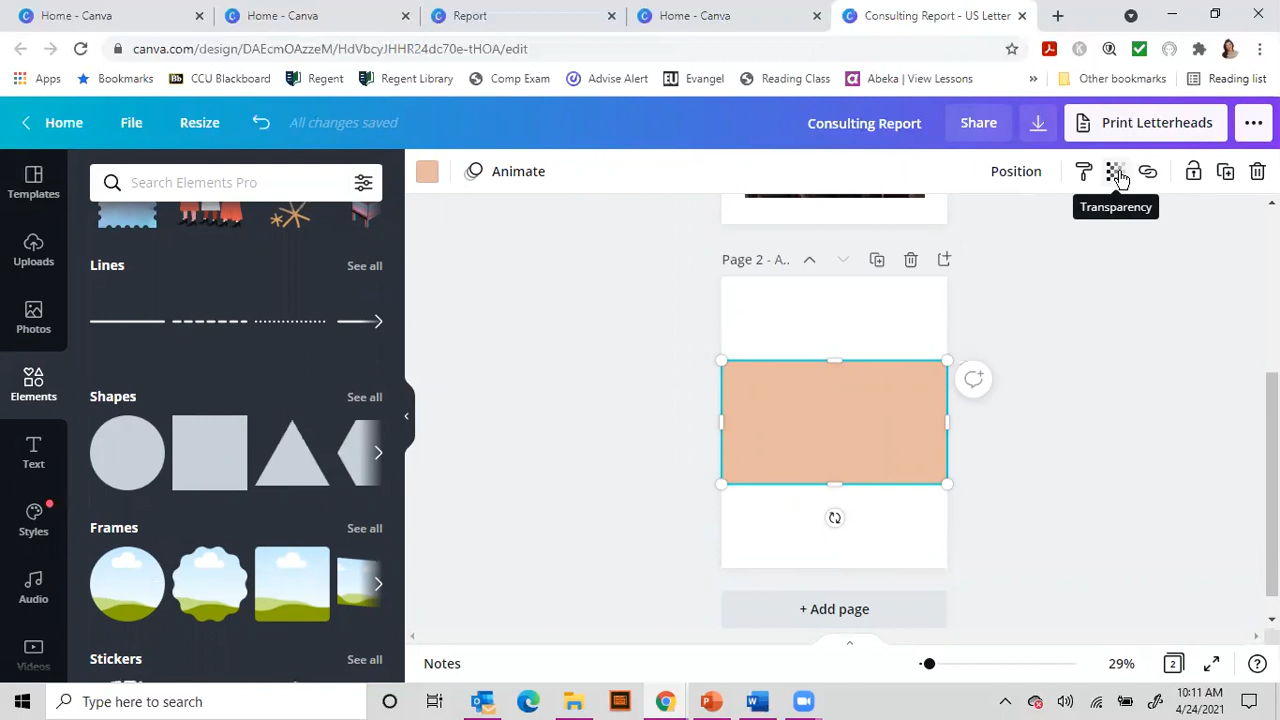 Home - Canva
Home - Canva
Report
Home - Canva
Consulting Report - US Letter
canva.com/design/DAEcmOAzzeM/HdVbcyJHHR24dc70e-tHOA/edit
Apps
Bookmarks
Bb
CCU Blackboard
Regent
Regent Library
Comp Exam
Advise Alert
Evangel
Reading Class
a
Abeka | View Lessons
»
Other bookmarks
Reading list
Home
File
Resize
All changes saved
Consulting Report
Share
Print Letterheads
Templates
Uploads
Photos
Elements
Text
Styles
Audio
Videos
Search Elements Pro
Animate
Position
Transparency
Lines
See all
Shapes
See all
Frames
See all
Stickers
See all
Page 2 - A..
+ Add page
Notes
29%
2
Type here to search
10:11 AM
4/24/2021